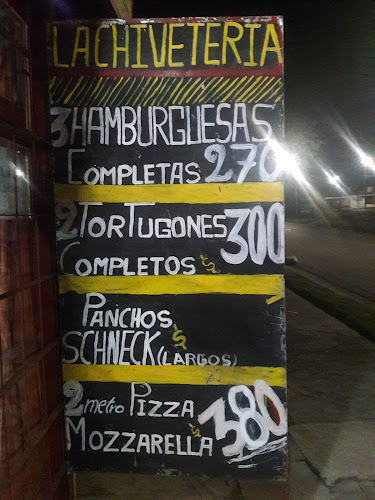 LA CHIVETERIA
3 HAMBURGUESAS
COMPLETAS 270
2 TORTUGONES
COMPLETOS $ 300
PANCHOS $
SCHNECK (LARGOS)
2 metro PIZZA
MOZZARELLA $ 380